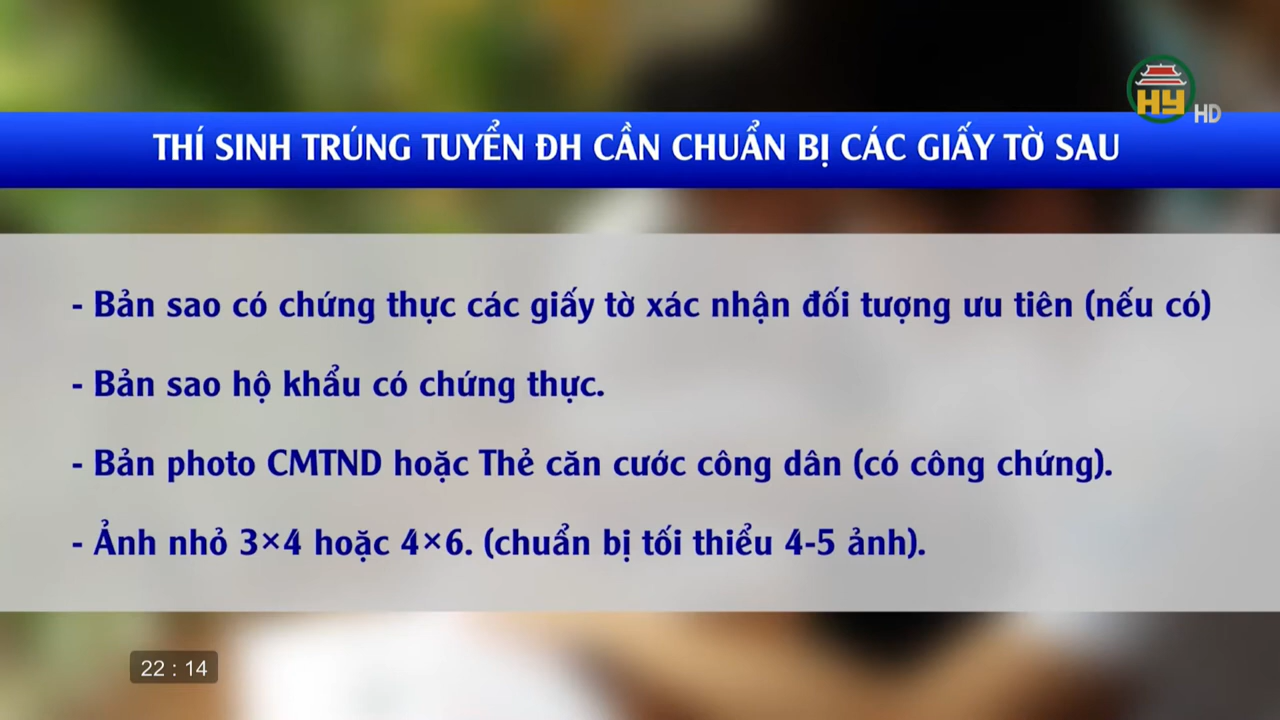 HY HD
THÍ SINH TRÚNG TUYỂN ĐH CẦN CHUẨN BỊ CÁC GIẤY TỜ SAU
- Bản sao có chứng thực các giấy tờ xác nhận đối tượng ưu tiên (nếu có)
- Bản sao hộ khẩu có chứng thực.
- Bản photo CMTND hoặc Thẻ căn cước công dân (có công chứng).
- Ảnh nhỏ 3×4 hoặc 4×6. (chuẩn bị tối thiểu 4-5 ảnh).
22 : 14